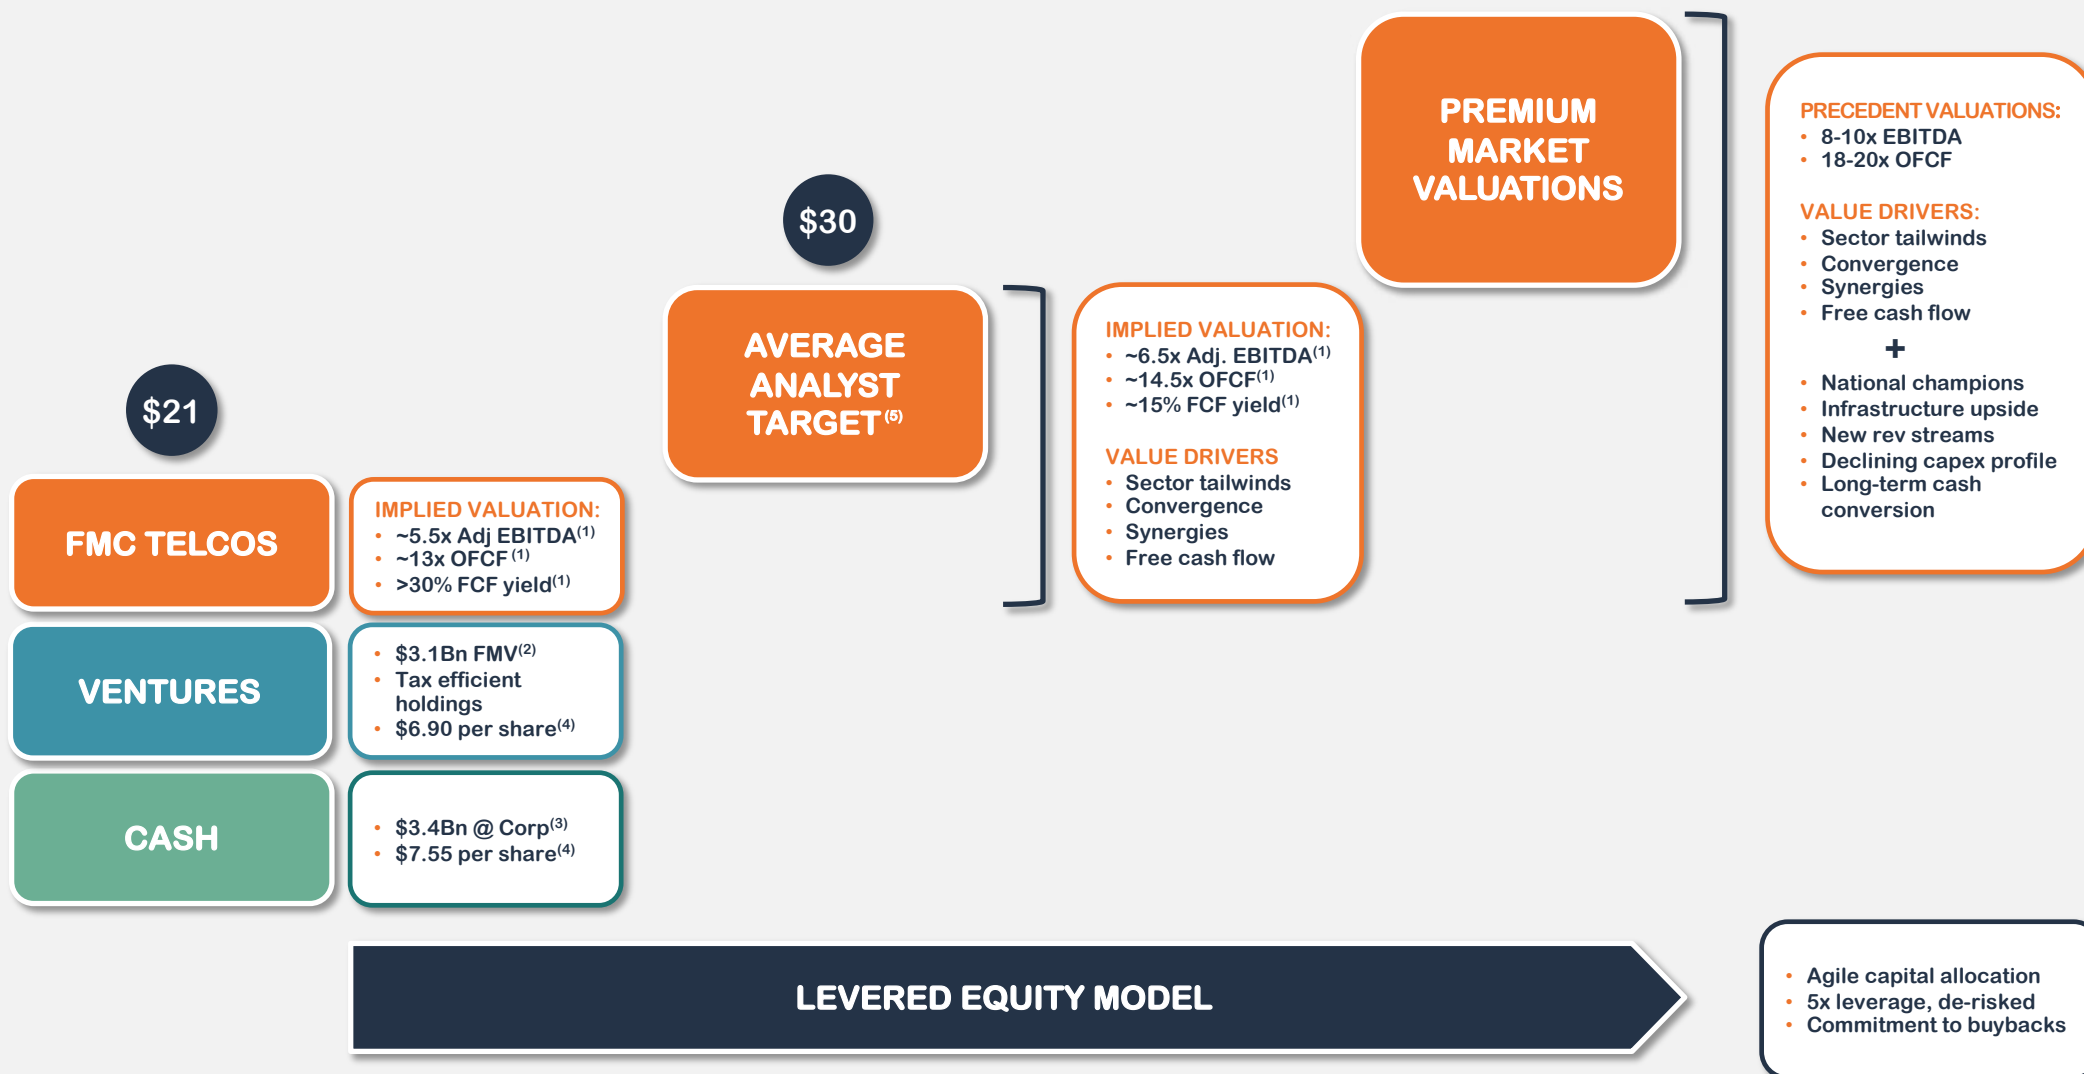 $21
FMC TELCOS
IMPLIED VALUATION:
• ~5.5x Adj EBITDA(1)
• ~13x OFCF (1)
• >30% FCF yield(1)
VENTURES
• $3.1Bn FMV(2)
• Tax efficient
holdings
• $6.90 per share(4)
CASH
• $3.4Bn @ Corp(3)
• $7.55 per share(4)
$30
AVERAGE
ANALYST
TARGET (5)
IMPLIED VALUATION:
• ~6.5x Adj. EBITDA(1)
• ~14.5x OFCF(1)
• ~15% FCF yield(1)
VALUE DRIVERS
• Sector tailwinds
• Convergence
• Synergies
• Free cash flow
PREMIUM
MARKET
VALUATIONS
PRECEDENT VALUATIONS:
• 8-10x EBITDA
• 18-20x OFCF
VALUE DRIVERS:
• Sector tailwinds
• Convergence
• Synergies
• Free cash flow
+
• National champions
• Infrastructure upside
• New rev streams
• Declining capex profile
• Long-term cash
conversion
LEVERED EQUITY MODEL
• Agile capital allocation
• 5x leverage, de-risked
• Commitment to buybacks